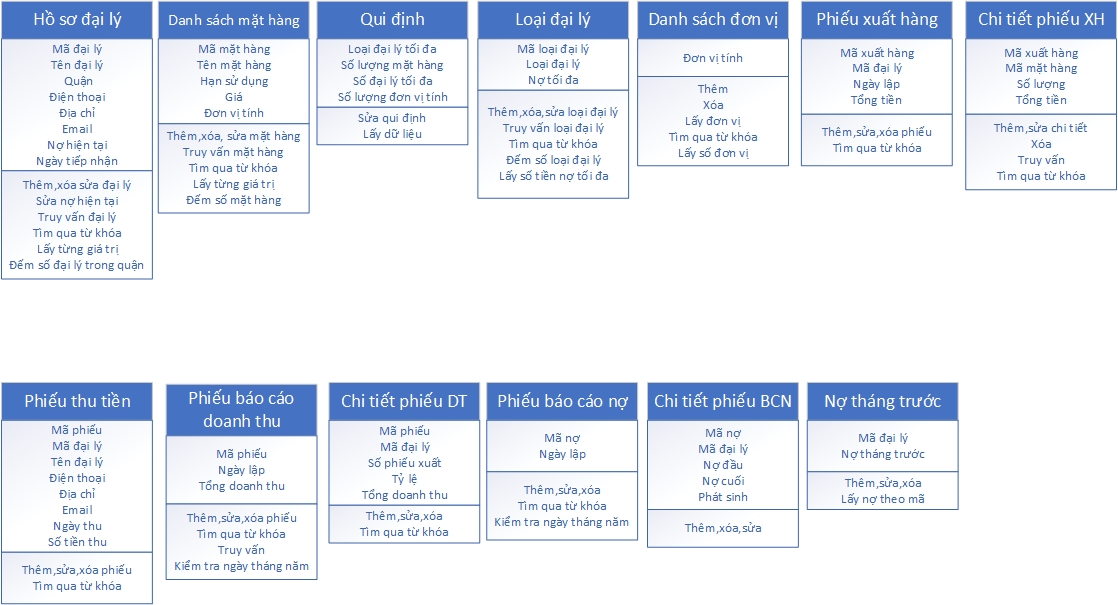 Hồ sơ đại lý
Mã đại lý
Tên đại lý
Quận
Điện thoại
Địa chỉ
Email
Nợ hiện tại
Ngày tiếp nhận
Thêm,xóa sửa đại lý
Sửa nợ hiện tại
Truy vấn đại lý
Tìm qua từ khóa
Lấy từng giá trị
Đếm số đại lý trong quận
Danh sách mặt hàng
Mã mặt hàng
Tên mặt hàng
Hạn sử dụng
Giá
Đơn vị tính
Thêm,xóa, sửa mặt hàng
Truy vấn mặt hàng
Tìm qua từ khóa
Lấy từng giá trị
Đếm số mặt hàng
Qui định
Loại đại lý tối đa
Số lượng mặt hàng
Số đại lý tối đa
Số lượng đơn vị tính
Sửa qui định
Lấy dữ liệu
Loại đại lý
Mã loại đại lý
Loại đại lý
Nợ tối đa
Thêm,xóa,sửa loại đại lý
Truy vấn loại đại lý
Tìm qua từ khóa
Đếm số loại đại lý
Lấy số tiền nợ tối đa
Danh sách đơn vị
Đơn vị tính
Thêm
Xóa
Lấy đơn vị
Tìm qua từ khóa
Lấy số đơn vị
Phiếu xuất hàng
Mã xuất hàng
Mã đại lý
Ngày lập
Tổng tiền
Thêm,sửa,xóa phiếu
Tìm qua từ khóa
Chi tiết phiếu XH
Mã xuất hàng
Mã mặt hàng
Số lượng
Tổng tiền
Thêm,sửa chi tiết
Xóa
Truy vấn
Tìm qua từ khóa
Phiếu thu tiền
Mã phiếu
Mã đại lý
Tên đại lý
Điện thoại
Địa chỉ
Email
Ngày thu
Số tiền thu
Thêm,sửa,xóa phiếu
Tìm qua từ khóa
Phiếu báo cáo
doanh thu
Mã phiếu
Ngày lập
Tổng doanh thu
Thêm,sửa,xóa phiếu
Tìm qua từ khóa
Truy vấn
Kiểm tra ngày tháng năm
Chi tiết phiếu DT
Mã phiếu
Mã đại lý
Số phiếu xuất
Tỷ lệ
Tổng doanh thu
Thêm,sửa,xóa
Tìm qua từ khóa
Phiếu báo cáo nợ
Mã nợ
Ngày lập
Thêm,sửa,xóa
Tìm qua từ khóa
Kiểm tra ngày tháng năm
Chi tiết phiếu BCN
Mã nợ
Mã đại lý
Nợ đầu
Nợ cuối
Phát sinh
Thêm,xóa,sửa
Nợ tháng trước
Mã đại lý
Nợ tháng trước
Thêm,sửa,xóa
Lấy nợ theo mã